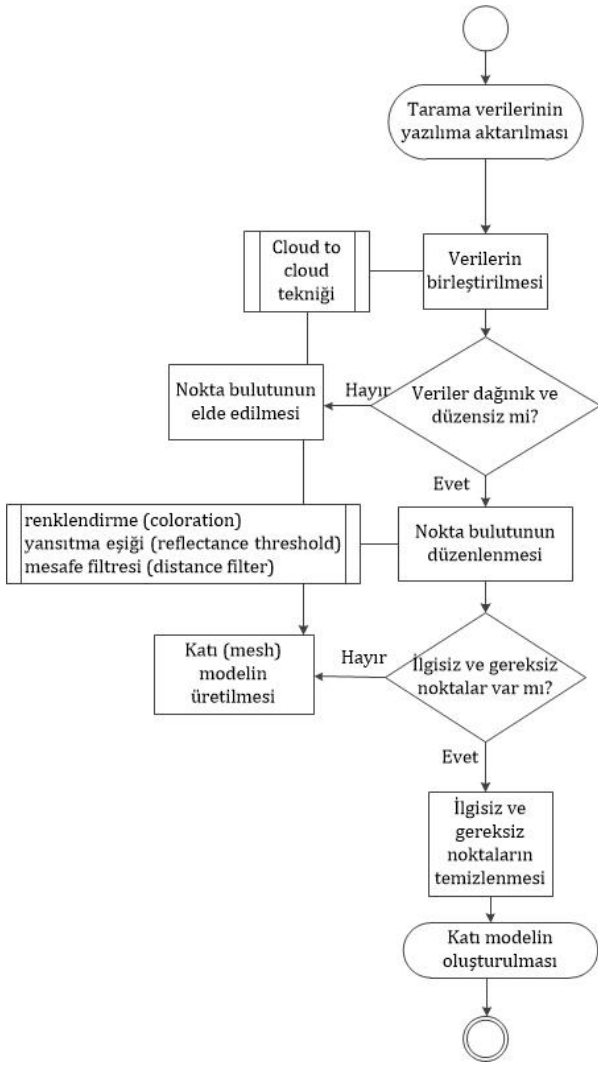 Tarama verilerinin
yazılıma aktarılması
Cloud to
cloud
tekniği
Verilerin
birleştirilmesi
Nokta bulutunun
elde edilmesi
Hayır
Veriler dağınık ve
düzensiz mi?
Evet
renklendirme (coloration)
yansıtma eşiği (reflectance threshold)
mesafe filtresi (distance filter)
Nokta bulutunun
düzenlenmesi
Katı (mesh)
modelin
üretilmesi
Hayır
İlgisiz ve gereksiz
noktalar var mı?
Evet
İlgisiz ve
gereksiz
noktaların
temizlenmesi
Katı modelin
oluşturulması